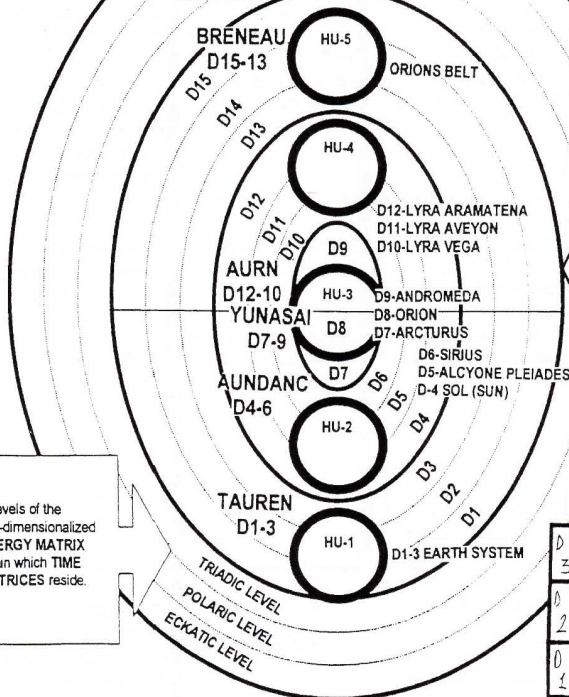 BRENEAU
D15-13
HU-5
ORIONS BELT
D15
D14
D13
HU-4
D12
D11
D10
D12-LYRA ARAMATENA
D11-LYRA AVEYON
D10-LYRA VEGA
D9
AURN
D12-10
HU-3
D9-ANDROMEDA
YUNASAI
D8
D8-ORION
D7-9
D7-ARCTURUS
D7
D6
D5
D4
D6-SIRIUS
D5-ALCYONE PLEIADES
D-4 SOL (SUN)
AUNDANC
D4-6
HU-2
D3
D2
D1
TAUREN
D1-3
HU-1
D1-3 EARTH SYSTEM
evels of the
-dimensionalized
ERGY MATRIX
in which TIME
TRICES reside.
TRIADIC LEVEL
POLARIC LEVEL
ECKATIC LEVEL
D
3
D
2
D
1